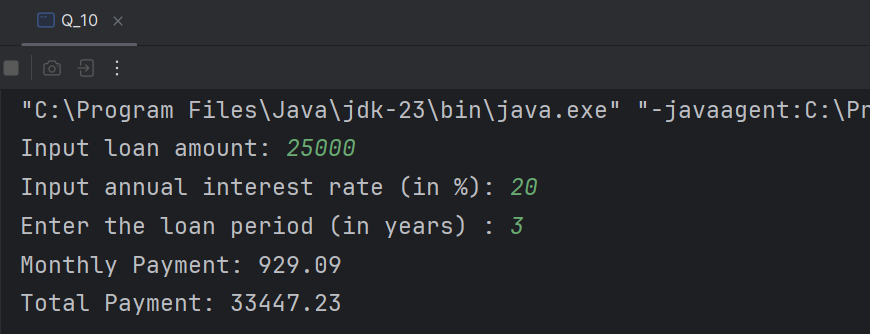 Q_10
"C:\Program Files\Java\jdk-23\bin\java.exe" "-javaagent:C:\Pr
Input loan amount: 25000
Input annual interest rate (in %): 20
Enter the loan period (in years) : 3
Monthly Payment: 929.09
Total Payment: 33447.23